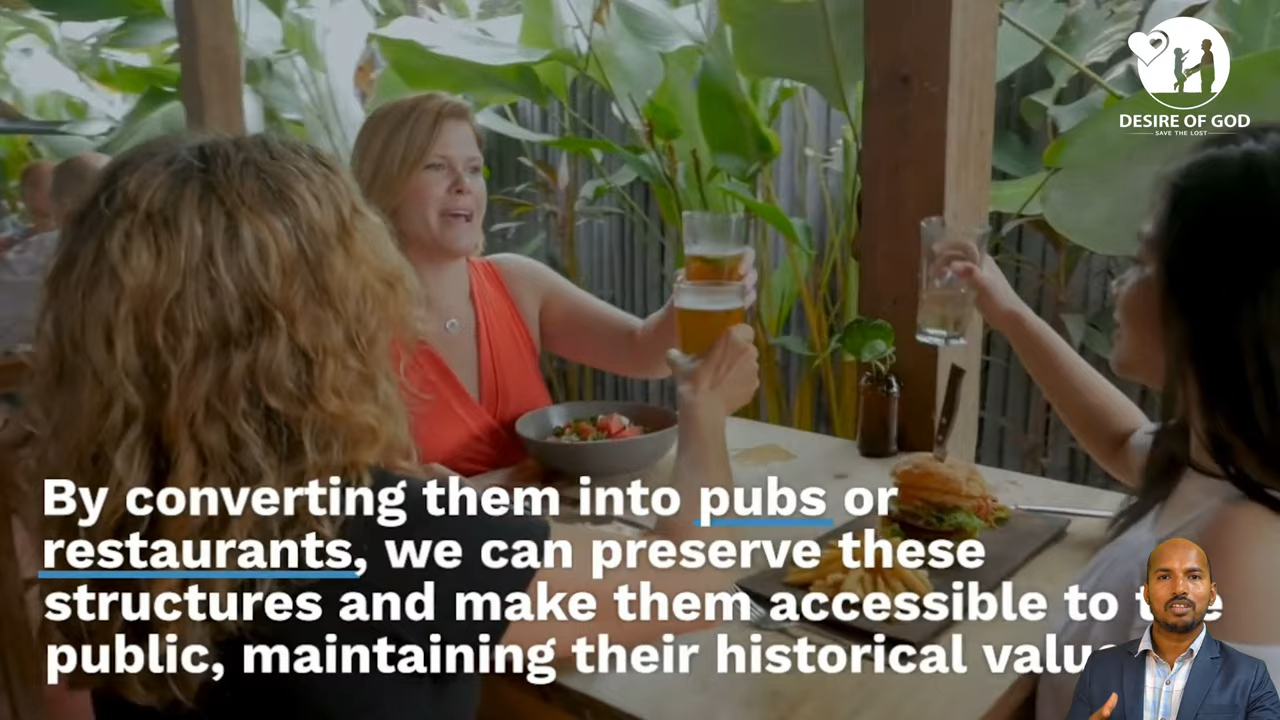 DESIRE OF GOD
SAVE THE LOST
By converting them into pubs or
restaurants, we can preserve these
structures and make them accessible to
public, maintaining their historical